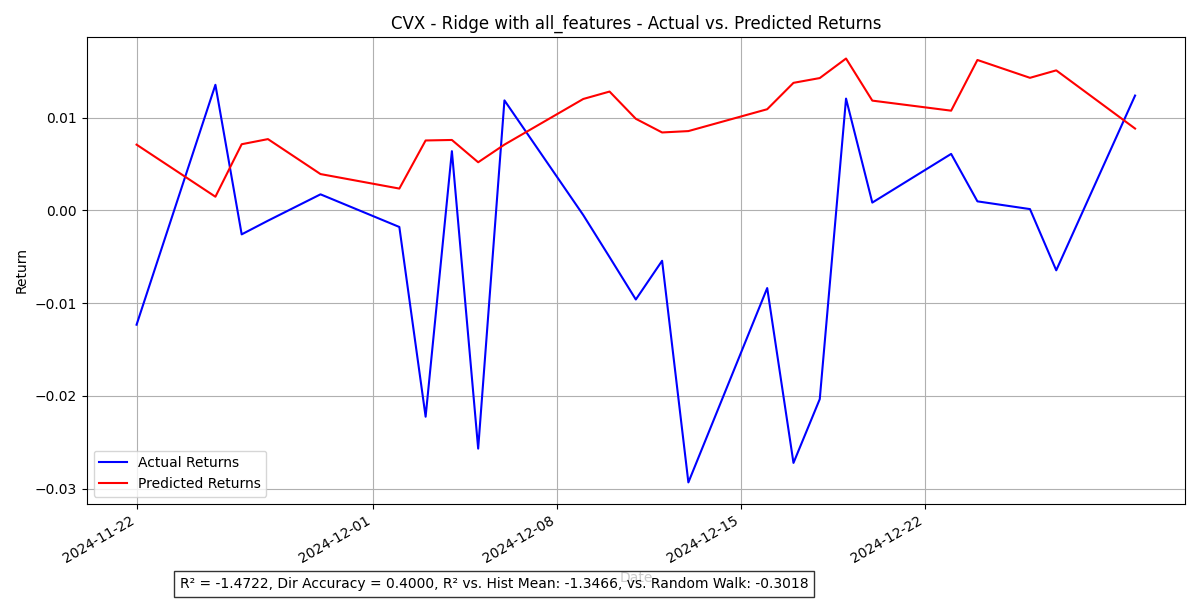 CVX - Ridge with all_features - Actual vs. Predicted Returns
Return
0.01
0.00
−0.01
−0.02
−0.03
Actual Returns
Predicted Returns
2024-11-22
2024-12-01
2024-12-08
2024-12-15
2024-12-22
Date
R² = -1.4722, Dir Accuracy = 0.4000, R² vs. Hist Mean: -1.3466, vs. Random Walk: -0.3018